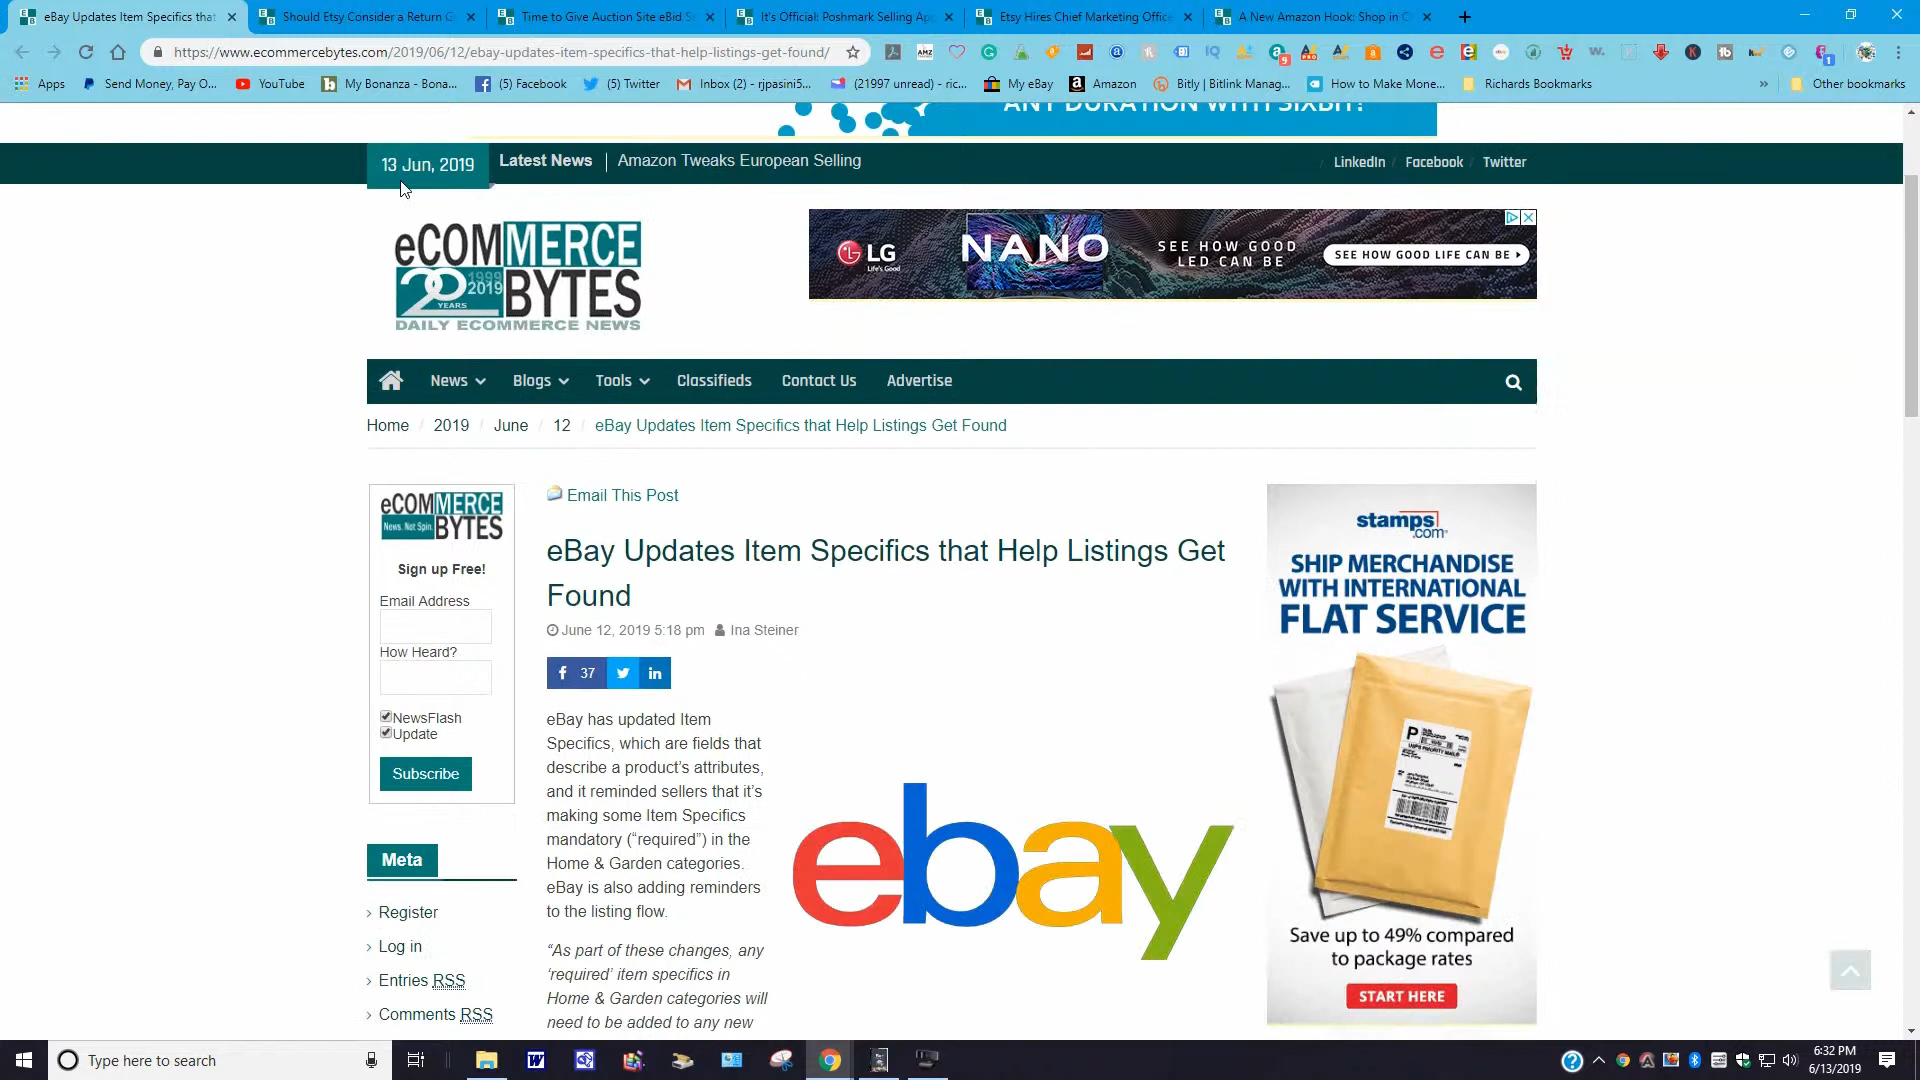 eBay Updates Item Specifics that
Should Etsy Consider a Return G
Time to Give Auction Site eBid S
It's Official: Poshmark Selling App
Etsy Hires Chief Marketing Office
A New Amazon Hook: Shop in C
https://www.ecommercebytes.com/2019/06/12/ebay-updates-item-specifics-that-help-listings-get-found/
Apps
Send Money, Pay O...
YouTube
My Bonanza - Bona...
(5) Facebook
(5) Twitter
Inbox (2) - rjpasini5...
(21997 unread) - ric...
My eBay
Amazon
Bitly | Bitlink Manag...
How to Make Mone...
Richards Bookmarks
Other bookmarks
ANY DURATION WITH SIXBIT!
13 Jun, 2019
Latest News
Amazon Tweaks European Selling
LinkedIn / Facebook / Twitter
eCOMMERCE
20 1999 2019 BYTES
YEARS
DAILY ECOMMERCE NEWS
LG
Life's Good
NANO
SEE HOW GOOD
LED CAN BE
SEE HOW GOOD LIFE CAN BE
News
Blogs
Tools
Classifieds
Contact Us
Advertise
Home / 2019 / June / 12 / eBay Updates Item Specifics that Help Listings Get Found
eCOMMERCE
News. Not Spin. BYTES
Sign up Free!
Email Address
How Heard?
NewsFlash
Update
Subscribe
Meta
Register
Log in
Entries RSS
Comments RSS
Email This Post
eBay Updates Item Specifics that Help Listings Get
Found
June 12, 2019 5:18 pm Ina Steiner
37
eBay has updated Item
Specifics, which are fields that
describe a product's attributes,
and it reminded sellers that it's
making some Item Specifics
mandatory (“required”) in the
Home & Garden categories.
eBay is also adding reminders
to the listing flow.
“As part of these changes, any
‘required’ item specifics in
Home & Garden categories will
need to be added to any new
ebay
stamps
.com
SHIP MERCHANDISE
WITH INTERNATIONAL
FLAT SERVICE
P
Save up to 49% compared
to package rates
START HERE
Type here to search
6:32 PM
6/13/2019